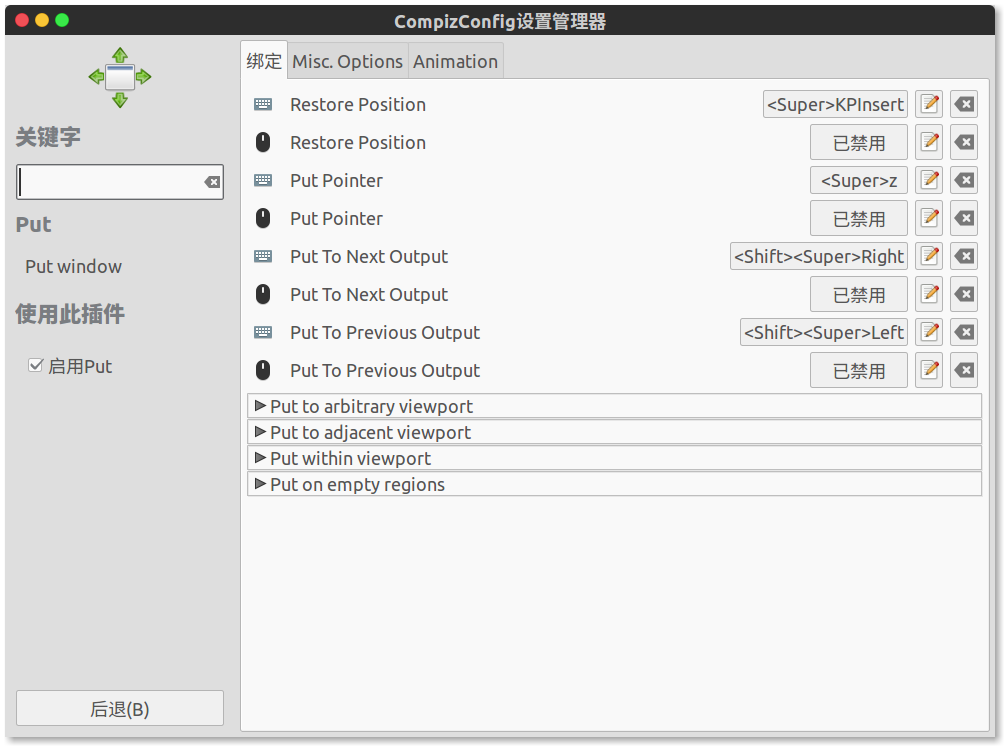 CompizConfig设置管理器
关键字
Put
Put window
使用此插件
启用Put
后退(B)
绑定 Misc. Options Animation
Restore Position <Super>KPInsert
Restore Position 已禁用
Put Pointer <Super>z
Put Pointer 已禁用
Put To Next Output <Shift><Super>Right
Put To Next Output 已禁用
Put To Previous Output <Shift><Super>Left
Put To Previous Output 已禁用
Put to arbitrary viewport
Put to adjacent viewport
Put within viewport
Put on empty regions